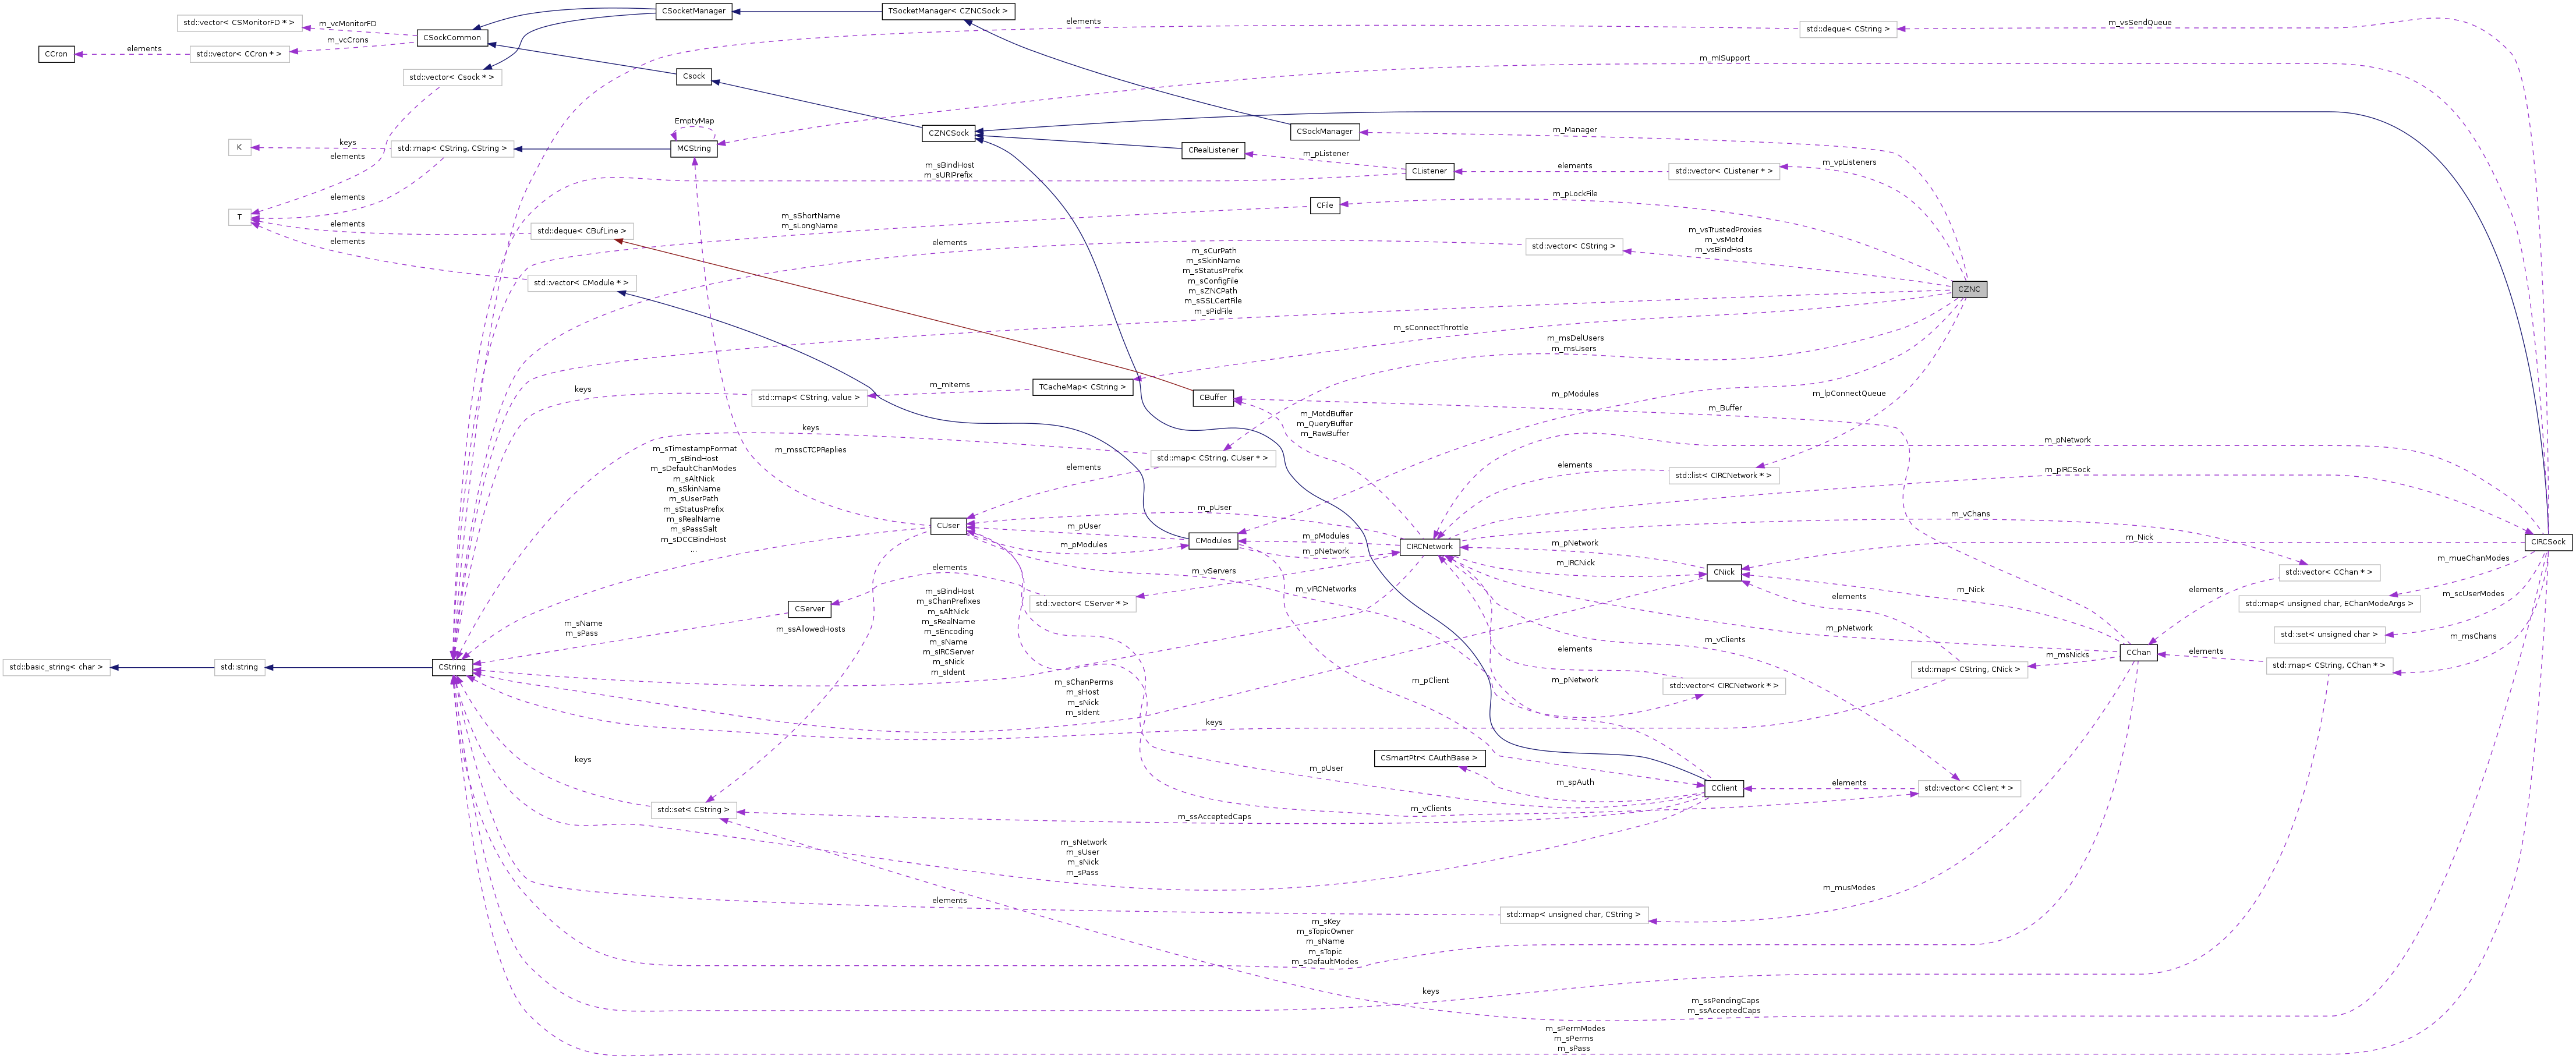 std::vector< CSMonitorFD * >
m_vcMonitorFD
CSockCommon
CSocketManager
TSocketManager< CZNCSock >
elements
std::deque< CString >
m_vsSendQueue
CCron
elements
std::vector< CCron * >
m_vcCrons
std::vector< Csock * >
Csock
m_mISupport
K
keys
elements
std::map< CString, CString >
EmptyMap
MCString
CZNCSock
CRealListener
CSockManager
m_Manager
m_pListener
CListener
elements
std::vector< CListener * >
m_vpListeners
m_sBindHost
m_sURIPrefix
elements
T
elements
elements
std::deque< CBufLine >
m_sShortName
m_sLongName
CFile
m_pLockFile
std::vector< CModule * >
elements
std::vector< CString >
m_vsTrustedProxies
m_vsMotd
m_vsBindHosts
m_sCurPath
m_sSkinName
m_sStatusPrefix
m_sConfigFile
m_sZNCPath
m_sSSLCertFile
m_sPidFile
CZNC
m_sConnectThrottle
m_msDelUsers
m_msUsers
keys
std::map< CString, value >
m_mItems
TCacheMap< CString >
CBuffer
m_pModules
m_Buffer
m_lpConnectQueue
m_MotdBuffer
m_QueryBuffer
m_RawBuffer
keys
m_mssCTCPReplies
std::map< CString, CUser * >
elements
elements
std::list< CIRCNetwork * >
m_pNetwork
m_pIRCSock
m_sTimestampFormat
m_sBindHost
m_sDefaultChanModes
m_sAltNick
m_sSkinName
m_sUserPath
m_sStatusPrefix
m_sRealName
m_sPassSalt
m_sDCCBindHost
...
CUser
m_pUser
m_pModules
CModules
m_pUser
m_pModules
m_pNetwork
CIRCNetwork
m_vChans
m_pNetwork
m_IRCNick
CNick
m_Nick
CIRCSock
m_mueChanModes
std::vector< CChan * >
elements
elements
m_vServers
m_vIRCNetworks
elements
m_Nick
m_scUserModes
std::map< unsigned char, EChanModeArgs >
CServer
std::vector< CServer * >
m_sName
m_sPass
m_ssAllowedHosts
m_sBindHost
m_sChanPrefixes
m_sAltNick
m_sRealName
m_sEncoding
m_sName
m_sIRCServer
m_sNick
m_sIdent
m_pNetwork
std::set< unsigned char >
m_msChans
m_vClients
elements
CChan
elements
m_msNicks
std::map< CString, CNick >
std::map< CString, CChan * >
std::basic_string< char >
std::string
CString
m_sChanPerms
m_sHost
m_sNick
m_sIdent
m_pClient
m_pNetwork
std::vector< CIRCNetwork * >
keys
keys
CSmartPtr< CAuthBase >
m_pUser
m_spAuth
CClient
elements
std::vector< CClient * >
std::set< CString >
m_vClients
m_ssAcceptedCaps
m_sNetwork
m_sUser
m_sNick
m_sPass
m_musModes
elements
std::map< unsigned char, CString >
m_sKey
m_sTopicOwner
m_sName
m_sTopic
m_sDefaultModes
keys
m_ssPendingCaps
m_ssAcceptedCaps
m_sPermModes
m_sPerms
m_sPass